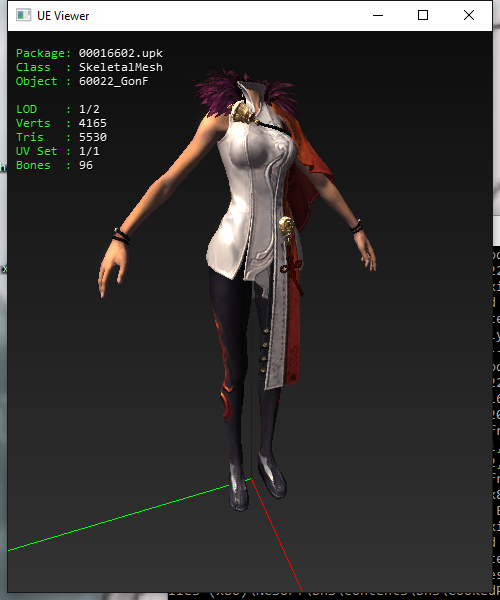 UE Viewer
Package: 00016602.upk
Class : SkeletalMesh
Object : 60022_GonF
LOD : 1/2
Verts : 4165
Tris : 5530
UV Set : 1/1
Bones : 96